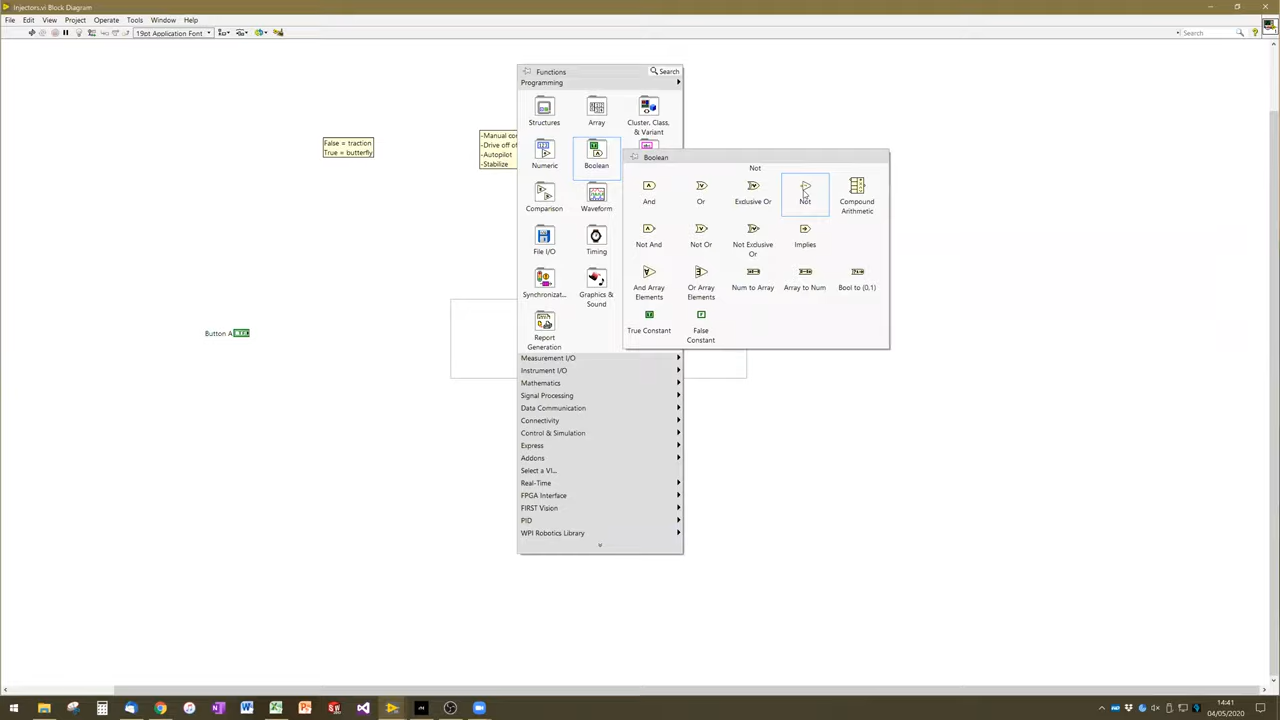 Injectors.vi Block Diagram
File Edit View Project Operate Tools Window Help
19pt Application Font
Search
Functions
Search
Programming
Structures
Array
Cluster, Class, & Variant
Numeric
Boolean
Comparison
Waveform
File I/O
Timing
Synchronizat...
Graphics & Sound
Report Generation
Measurement I/O
Instrument I/O
Mathematics
Signal Processing
Data Communication
Connectivity
Control & Simulation
Express
Addons
Select a VI...
Real-Time
FPGA Interface
FIRST Vision
PID
WPI Robotics Library
Boolean
Not
And
Or
Exclusive Or
Not
Compound Arithmetic
Not And
Not Or
Not Exclusive Or
Implies
And Array Elements
Or Array Elements
Num to Array
Array to Num
Bool to (0,1)
True Constant
False Constant
False = traction
True = butterfly
-Manual con
-Drive off of
-Autopilot
-Stabilize
Button A
14:41
04/05/2020